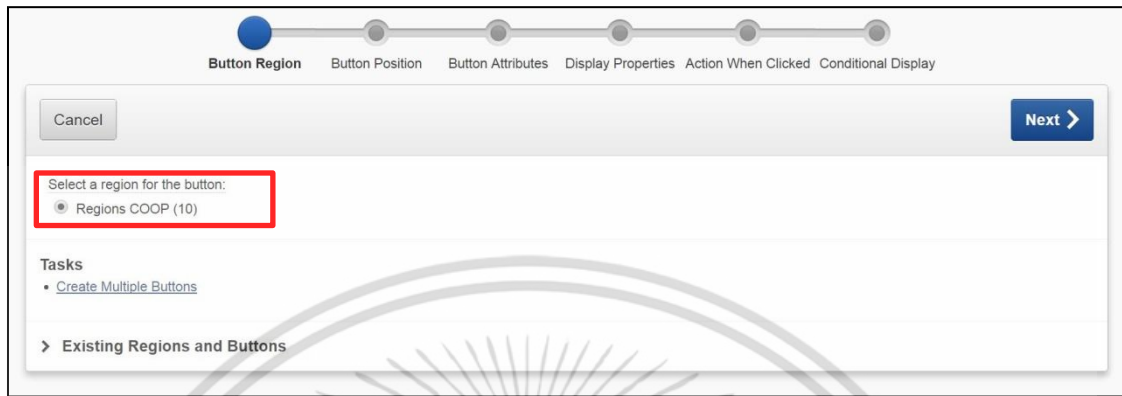 Button Region Button Position Button Attributes Display Properties Action When Clicked Conditional Display
Cancel
Next
Select a region for the button:
Regions COOP (10)
Tasks
• Create Multiple Buttons
Existing Regions and Buttons